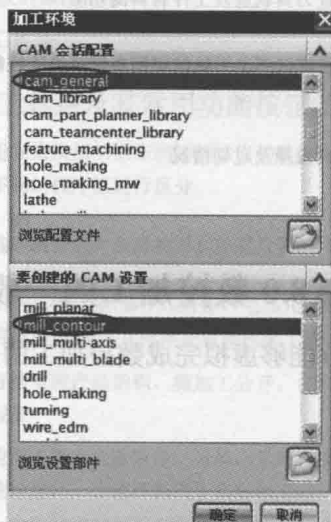 加工环境
CAM 会话配置
cam_general
cam_library
cam_part_planner_library
cam_teamcenter_library
feature_machining
hole_making
hole_making_mw
lathe
浏览配置文件
要创建的 CAM 设置
mill_planar
mill_contour
mill_multi-axis
mill_multi_blade
drill
hole_making
turning
wire_edm
浏览设置部件
确定 取消